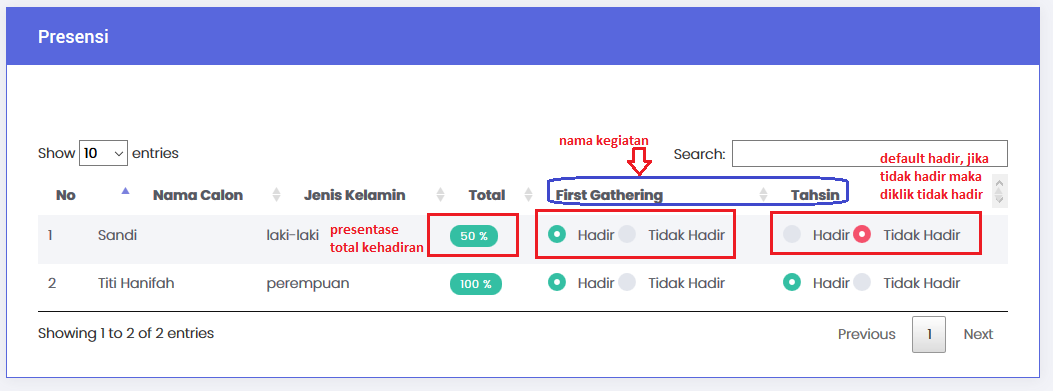 Presensi
nama kegiatan
Show 10 entries
Search:
default hadir, jika
tidak hadir maka
diklik tidak hadir
No Nama Calon Jenis Kelamin Total First Gathering Tahsin
1 Sandi laki-laki 50 % Hadir Tidak Hadir Hadir Tidak Hadir
presentase
total kehadiran
2 Titi Hanifah perempuan 100 % Hadir Tidak Hadir Hadir Tidak Hadir
Showing 1 to 2 of 2 entries
Previous 1 Next